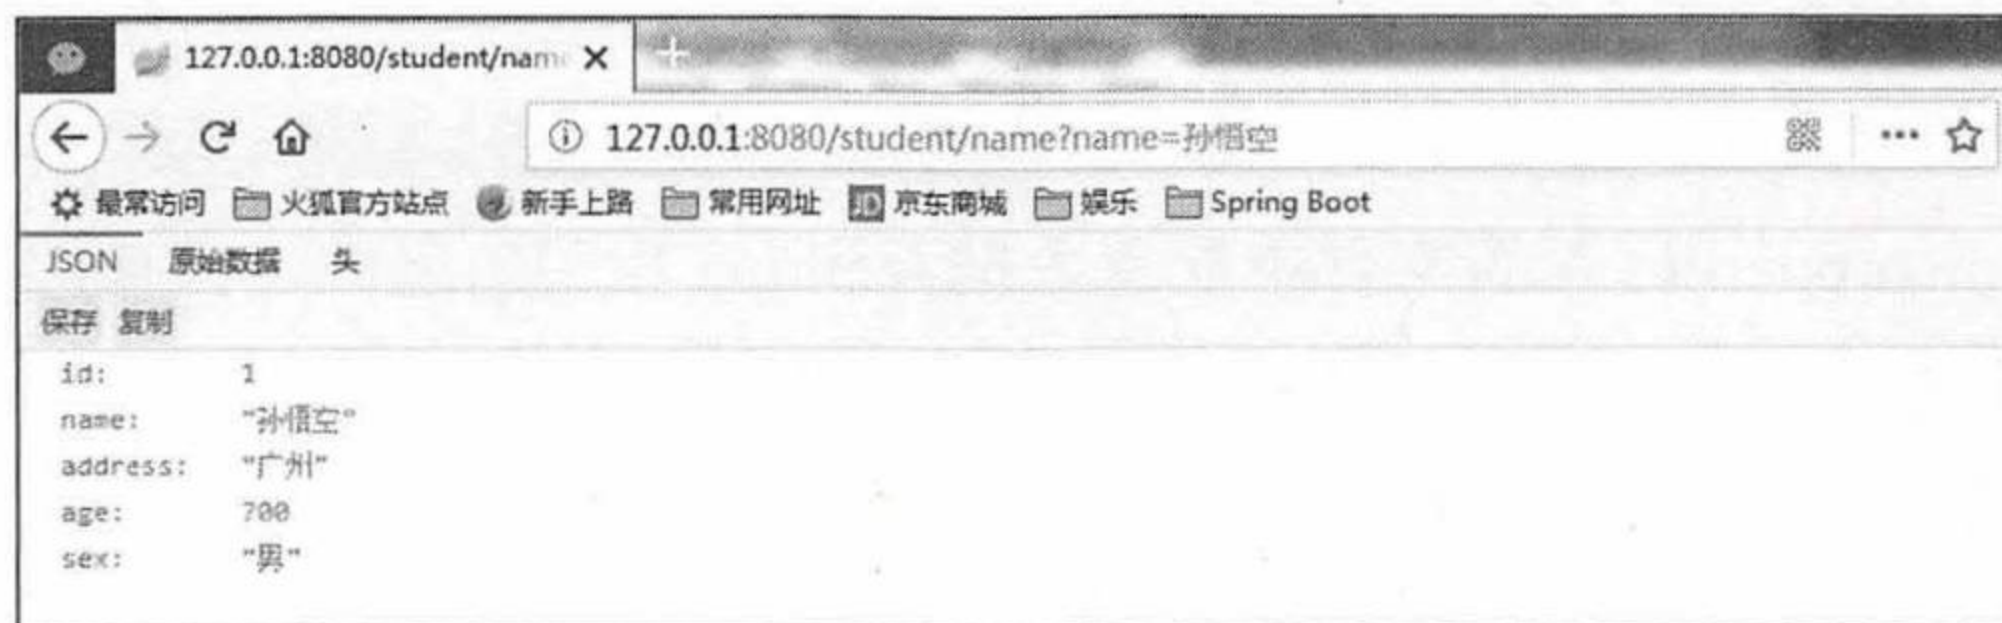 127.0.0.1:8080/student/nam
127.0.0.1:8080/student/name?name=孙悟空
最常访问 火狐官方站点 新手上路 常用网址 JD 京东商城 娱乐 Spring Boot
JSON 原始数据 头
保存 复制
id: 1
name: "孙悟空"
address: "广州"
age: 700
sex: "男"